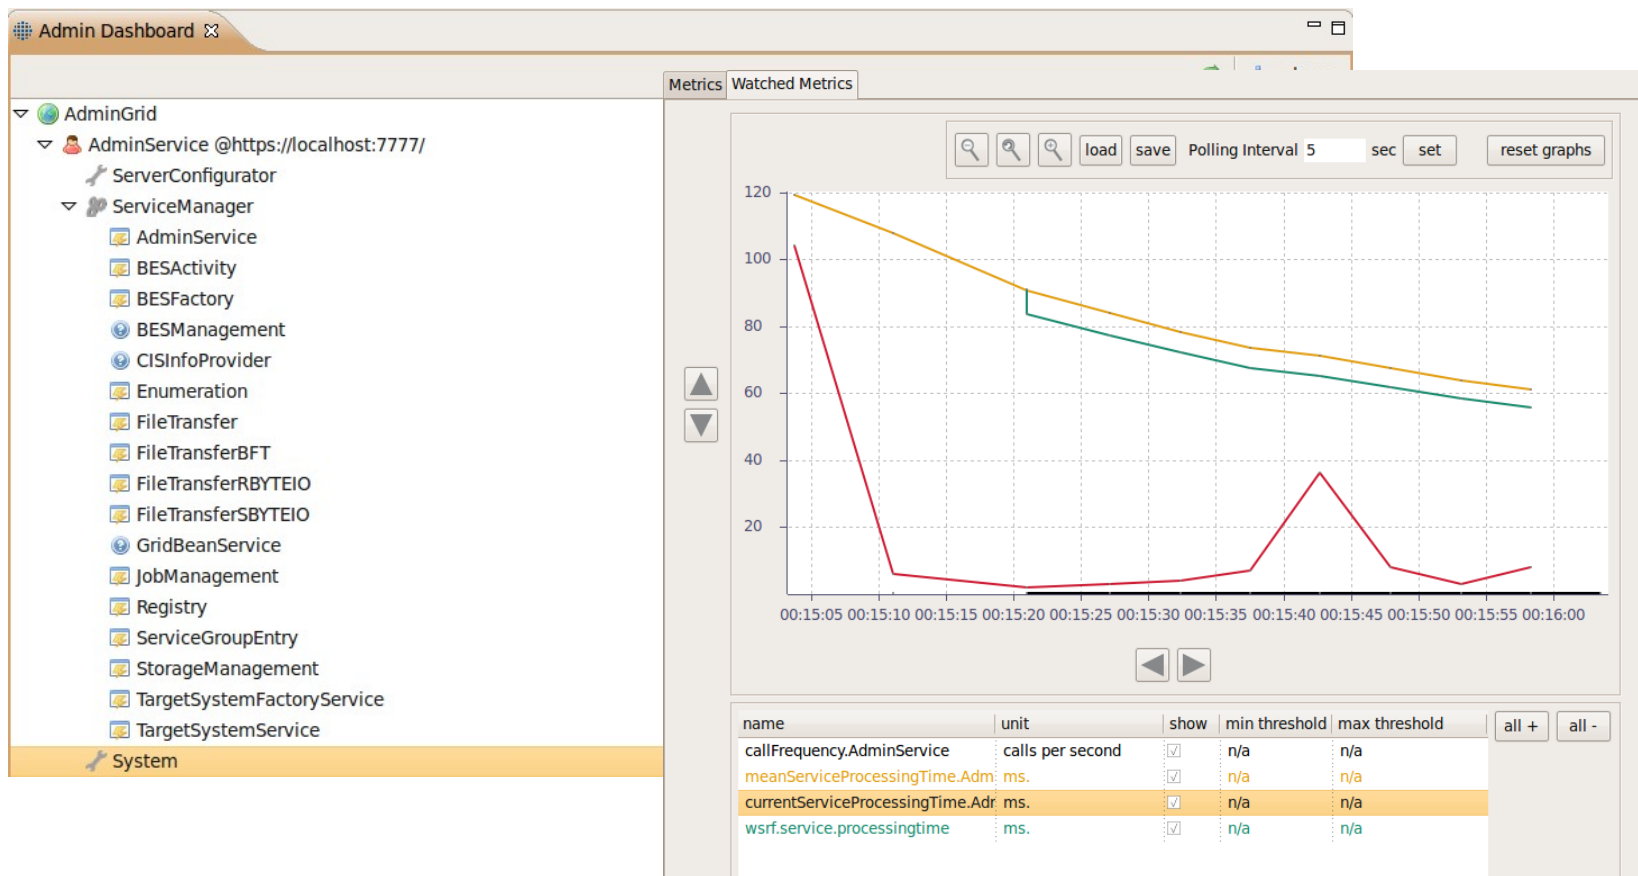 Admin Dashboard
AdminGrid
AdminService @https://localhost:7777/
ServerConfigurator
ServiceManager
AdminService
BESActivity
BESFactory
BESManagement
CISInfoProvider
Enumeration
FileTransfer
FileTransferBFT
FileTransferRBYTEIO
FileTransferSBYTEIO
GridBeanService
JobManagement
Registry
ServiceGroupEntry
StorageManagement
TargetSystemFactoryService
TargetSystemService
System
Metrics Watched Metrics
load save Polling Interval 5 sec set reset graphs
120
100
80
60
40
20
00:15:05 00:15:10 00:15:15 00:15:20 00:15:25 00:15:30 00:15:35 00:15:40 00:15:45 00:15:50 00:15:55 00:16:00
name unit show min threshold max threshold all + all -
callFrequency.AdminService calls per second n/a n/a
meanServiceProcessingTime.Adm ms. n/a n/a
currentServiceProcessingTime.Adr ms. n/a n/a
wsrf.service.processingtime ms. n/a n/a